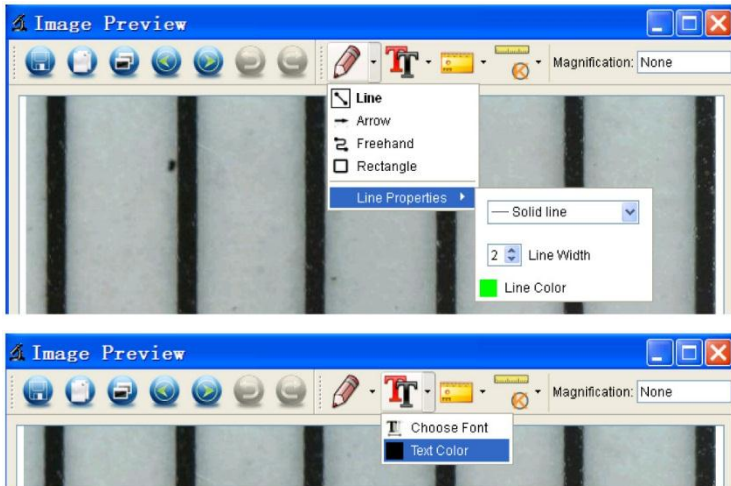 Image Preview
Magnification: None
Line
Arrow
Freehand
Rectangle
Line Properties
Solid line
2 Line Width
Line Color
Image Preview
Magnification: None
Choose Font
Text Color